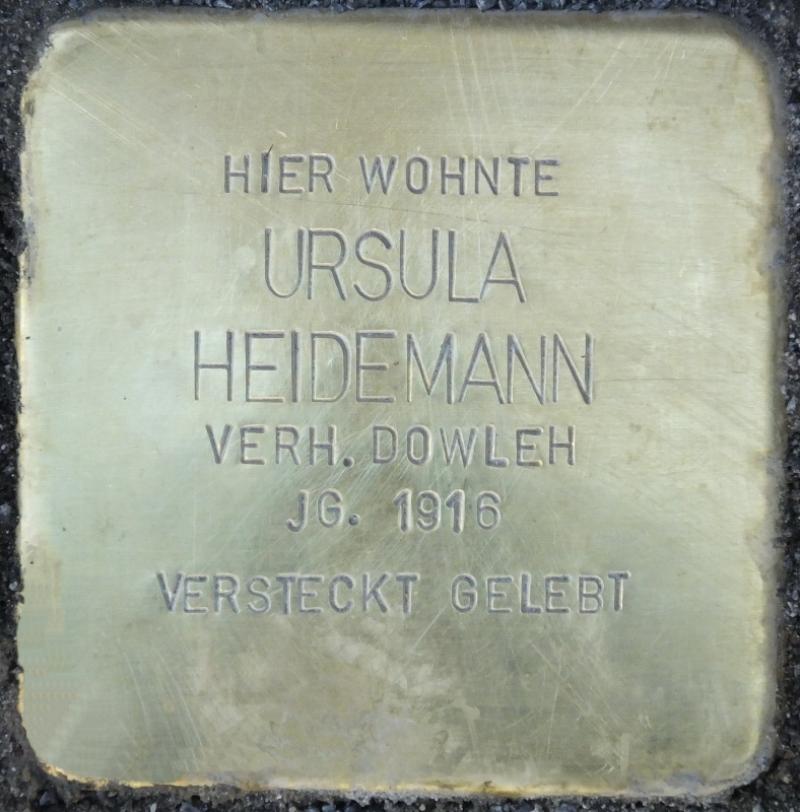 HIER WOHNTE
URSULA
HEIDEMANN
VERH. DOWLEH
JG. 1916
VERSTECKT GELEBT